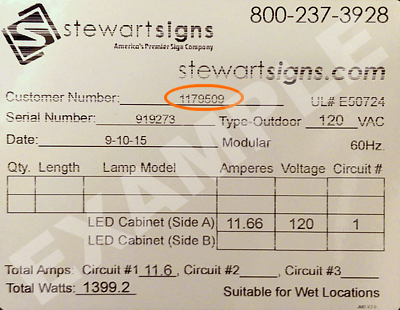 stewartsigns 800-237-3928
America's Premier Sign Company
stewartsigns.com
Customer Number: 1179509 UL# E50724
Serial Number: 919273 Type-Outdoor 120 VAC
Date: 9-10-15 Modular 60Hz.
Qty. Length Lamp Model Amperes Voltage Circuit #
LED Cabinet (Side A) 11.66 120 1
LED Cabinet (Side B)
Total Amps: Circuit #1 11.6, Circuit #2 , Circuit #3
Total Watts: 1399.2 Suitable for Wet Locations
EXAMPLE